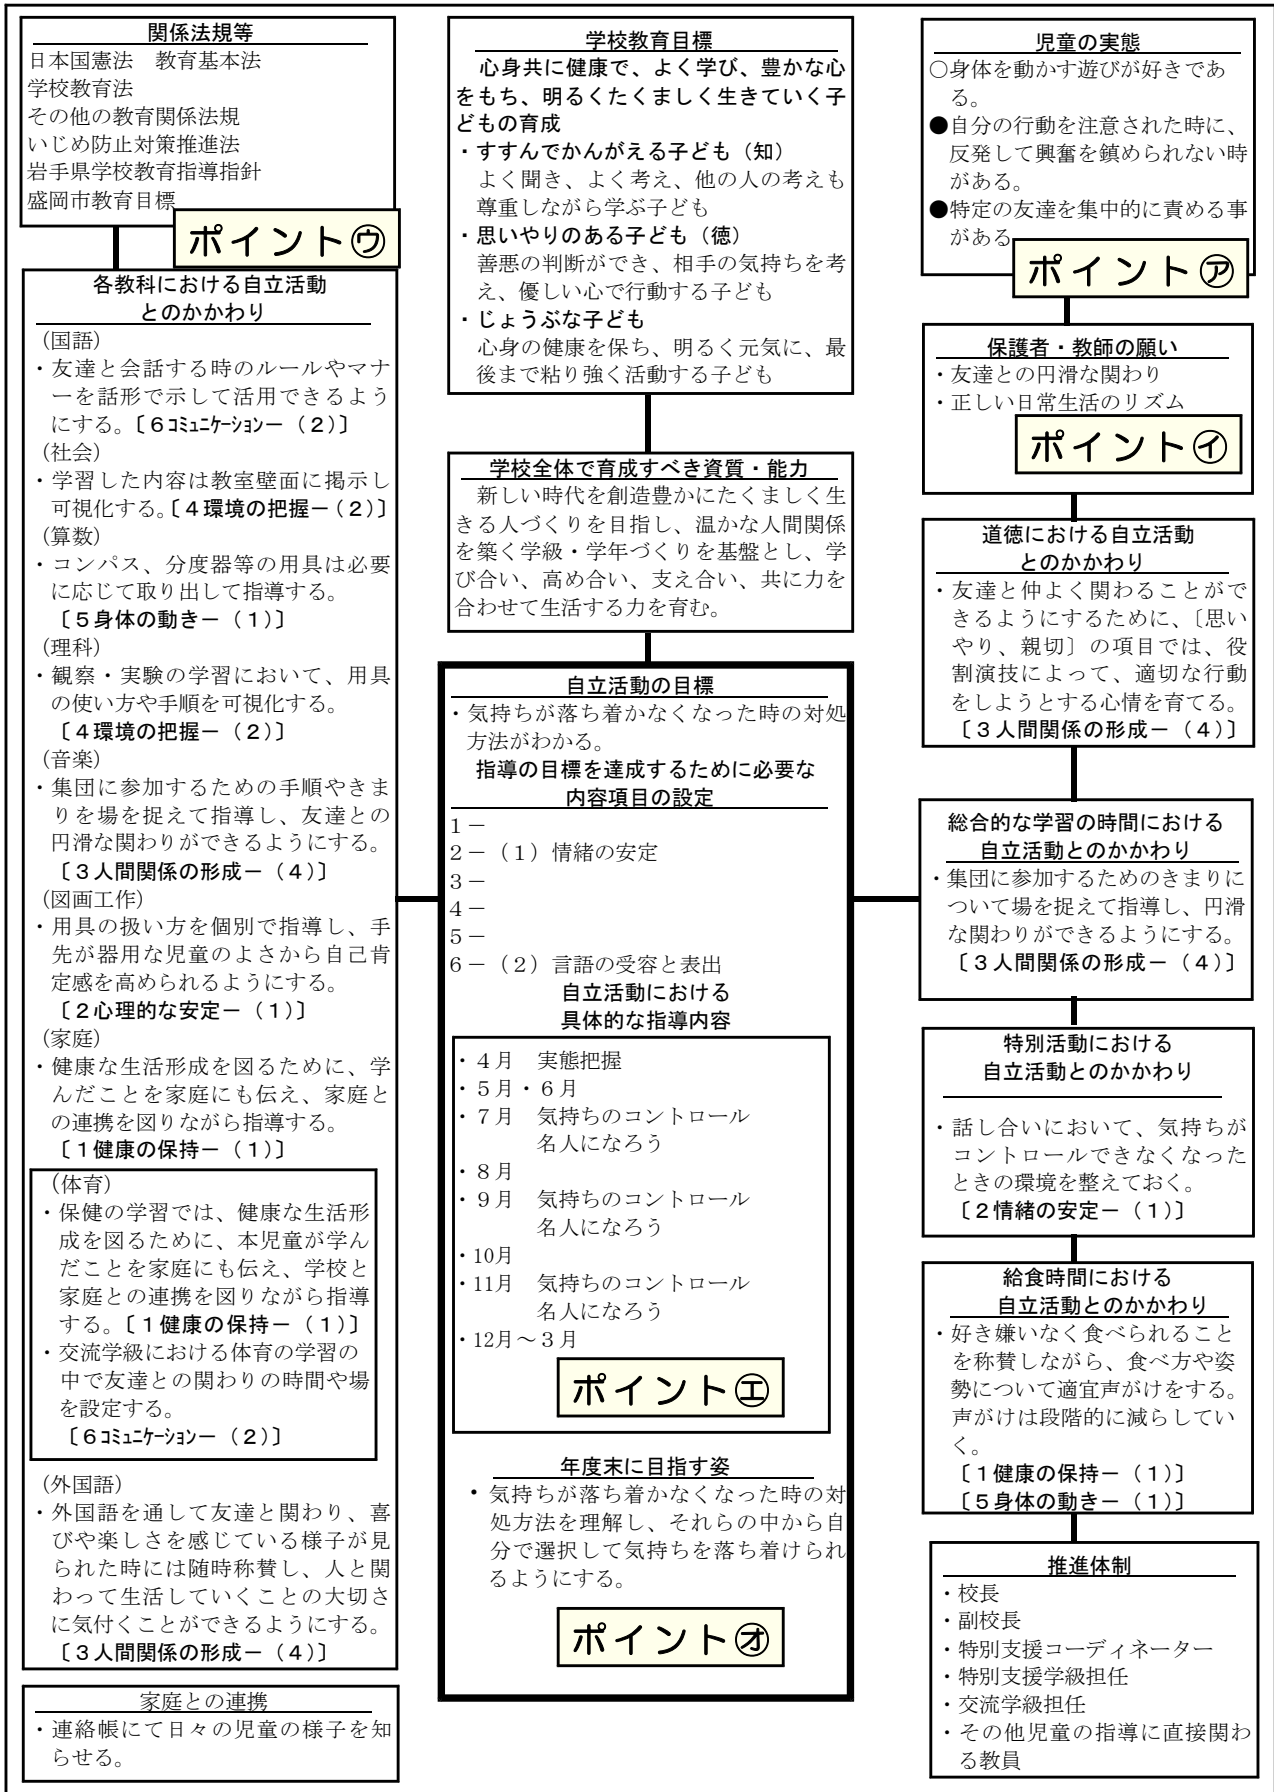 関係法規等
日本国憲法　教育基本法
学校教育法
その他の教育関係法規
いじめ防止対策推進法
岩手県学校教育指導指針
盛岡市教育目標
ポイント㋒
各教科における自立活動
とのかかわり
(国語)
・友達と会話する時のルールやマナ
ーを話形で示して活用できるよう
にする。〔６ｺﾐｭﾆｹｰｼｮﾝー（２）〕
(社会)
・学習した内容は教室壁面に掲示し
可視化する。〔４環境の把握ー（２）〕
(算数)
・コンパス、分度器等の用具は必要
に応じて取り出して指導する。
〔５身体の動きー（１）〕
(理科)
・観察・実験の学習において、用具
の使い方や手順を可視化する。
〔４環境の把握ー（２）〕
(音楽)
・集団に参加するための手順やきま
りを場を捉えて指導し、友達との
円滑な関わりができるようにする。
〔３人間関係の形成ー（４）〕
(図画工作)
・用具の扱い方を個別で指導し、手
先が器用な児童のよさから自己肯
定感を高められるようにする。
〔２心理的な安定ー（１）〕
(家庭)
・健康な生活形成を図るために、学
んだことを家庭にも伝え、家庭と
の連携を図りながら指導する。
〔１健康の保持ー（１）〕
(体育)
・保健の学習では、健康な生活形
成を図るために、本児童が学ん
だことを家庭にも伝え、学校と
家庭との連携を図りながら指導
する。〔１健康の保持ー（１）〕
・交流学級における体育の学習の
中で友達との関わりの時間や場
を設定する。
〔６ｺﾐｭﾆｹｰｼｮﾝー（２）〕
(外国語)
・外国語を通して友達と関わり、喜
びや楽しさを感じている様子が見
られた時には随時称賛し、人と関
わって生活していくことの大切さ
に気付くことができるようにする。
〔３人間関係の形成ー（４）〕
家庭との連携
・連絡帳にて日々の児童の様子を知
らせる。
学校教育目標
心身共に健康で、よく学び、豊かな心
をもち、明るくたくましく生きていく子
どもの育成
・すすんでかんがえる子ども（知）
よく聞き、よく考え、他の人の考えも
尊重しながら学ぶ子ども
・思いやりのある子ども（徳）
善悪の判断ができ、相手の気持ちを考
え、優しい心で行動する子ども
・じょうぶな子ども
心身の健康を保ち、明るく元気に、最
後まで粘り強く活動する子ども
学校全体で育成すべき資質・能力
新しい時代を創造豊かにたくましく生
きる人づくりを目指し、温かな人間関係
を築く学級・学年づくりを基盤とし、学
び合い、高め合い、支え合い、共に力を
合わせて生活する力を育む。
自立活動の目標
・気持ちが落ち着かなくなった時の対処
方法がわかる。
指導の目標を達成するために必要な
内容項目の設定
１－
２－（１）情緒の安定
３－
４－
５－
６－（２）言語の受容と表出
自立活動における
具体的な指導内容
・４月　実態把握
・５月・６月
・７月　気持ちのコントロール
名人になろう
・８月
・９月　気持ちのコントロール
名人になろう
・10月
・11月　気持ちのコントロール
名人になろう
・12月～３月
ポイント㋓
年度末に目指す姿
・気持ちが落ち着かなくなった時の対
処方法を理解し、それらの中から自
分で選択して気持ちを落ち着けられ
るようにする。
ポイント㋔
児童の実態
○身体を動かす遊びが好きであ
る。
●自分の行動を注意された時に、
反発して興奮を鎮められない時
がある。
●特定の友達を集中的に責める事
がある
ポイント㋐
保護者・教師の願い
・友達との円滑な関わり
・正しい日常生活のリズム
ポイント㋑
道徳における自立活動
とのかかわり
・友達と仲よく関わることがで
きるようにするために、〔思い
やり、親切〕の項目では、役
割演技によって、適切な行動
をしようとする心情を育てる。
〔３人間関係の形成ー（４）〕
総合的な学習の時間における
自立活動とのかかわり
・集団に参加するためのきまりに
ついて場を捉えて指導し、円滑
な関わりができるようにする。
〔３人間関係の形成ー（４）〕
特別活動における
自立活動とのかかわり
・話し合いにおいて、気持ちが
コントロールできなくなった
ときの環境を整えておく。
〔２情緒の安定ー（１）〕
給食時間における
自立活動とのかかわり
・好き嫌いなく食べられること
を称賛しながら、食べ方や姿
勢について適宜声がけをする。
声がけは段階的に減らしてい
く。
〔１健康の保持ー（１）〕
〔５身体の動きー（１）〕
推進体制
・校長
・副校長
・特別支援コーディネーター
・特別支援学級担任
・交流学級担任
・その他児童の指導に直接関わ
る教員